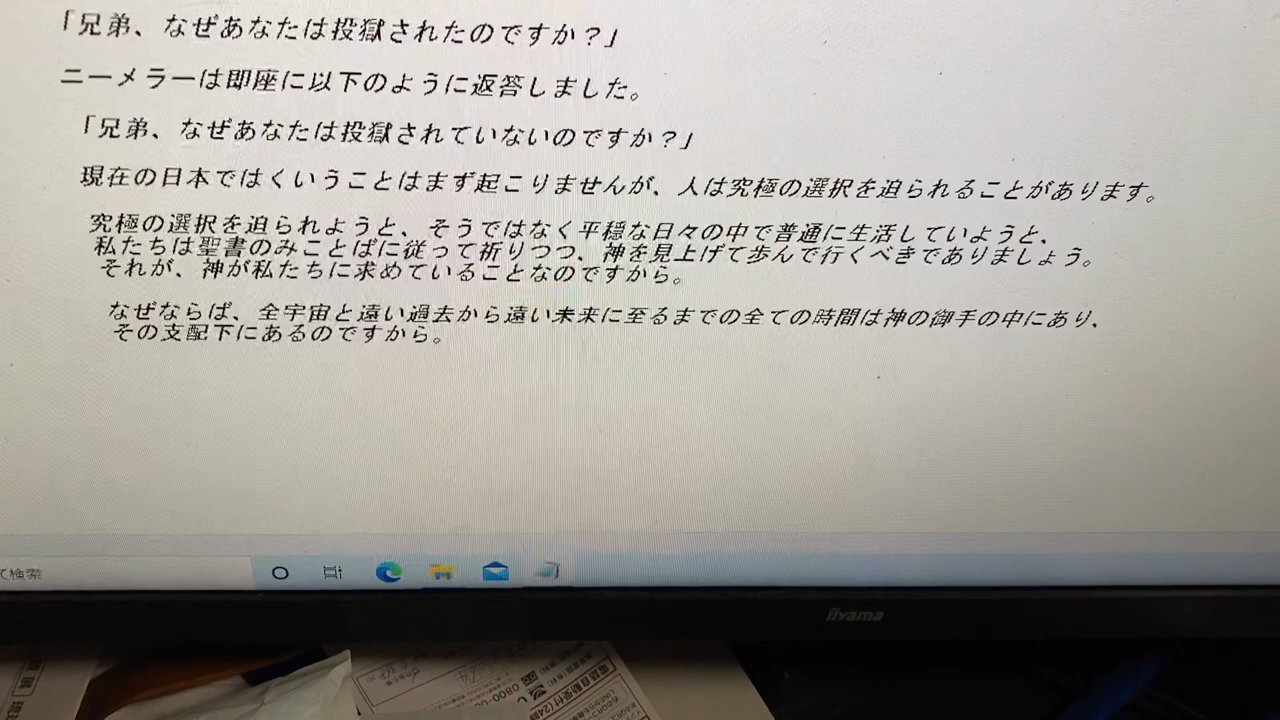 「兄弟、なぜあなたは投獄されたのですか？」
ニーメラーは即座に以下のように返答しました。
「兄弟、なぜあなたは投獄されていないのですか？」
現在の日本ではくいうことはまず起こりませんが、人は究極の選択を迫られることがあります。
究極の選択を迫られようと、そうではなく平穏な日々の中で普通に生活していようと、
私たちは聖書のみことばに従って祈りつつ、神を見上げて歩んで行くべきでありましょう。
それが、神が私たちに求めていることなのですから。
なぜならば、全宇宙と遠い過去から遠い未来に至るまでの全ての時間は神の御手の中にあり、
その支配下にあるのですから。
て検索
iiyama
0800-0
電話自動受付(24時